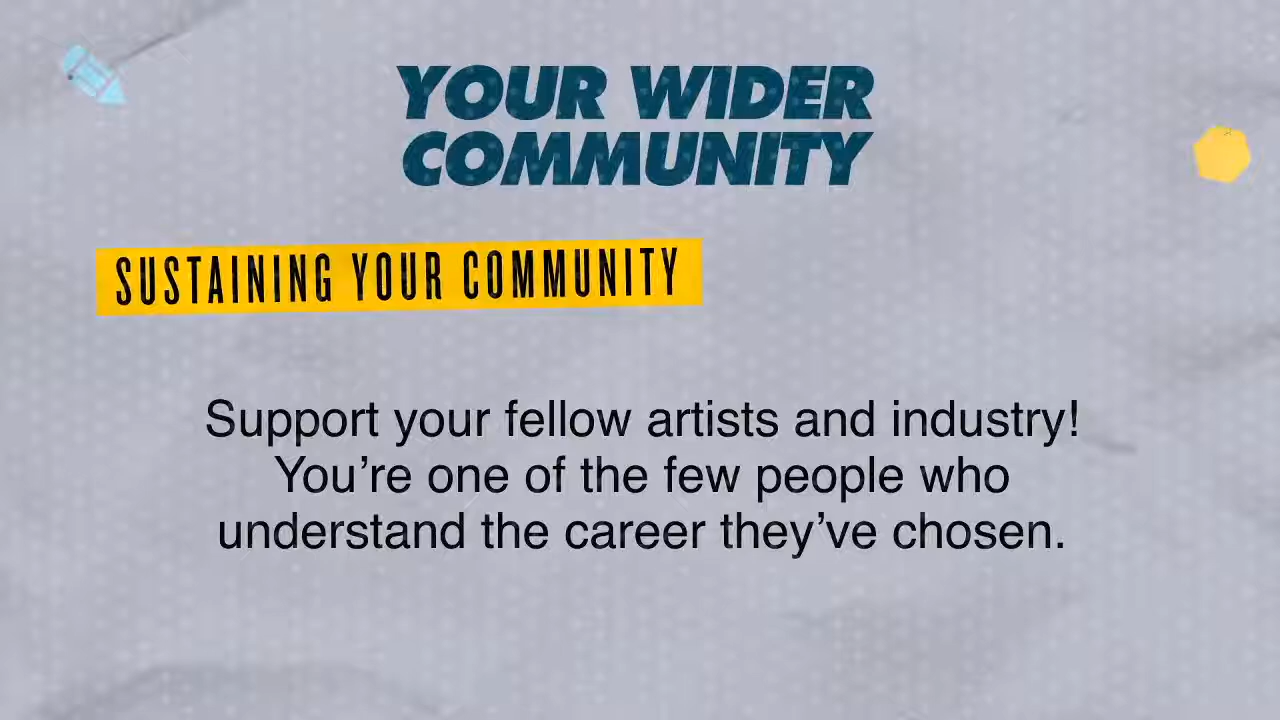 YOUR WIDER
COMMUNITY
SUSTAINING YOUR COMMUNITY
Support your fellow artists and industry!
You’re one of the few people who
understand the career they’ve chosen.